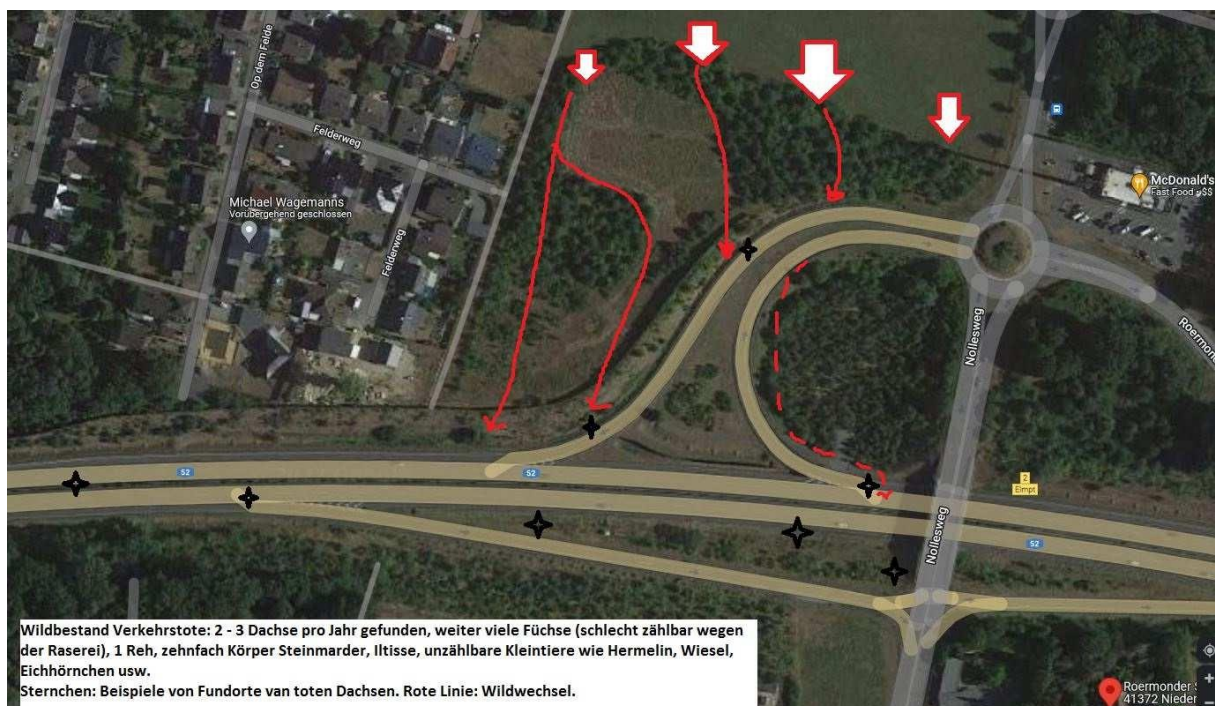 Op dem Felde
Felderweg
Michael Wagemanns
Vorübergehend geschlossen
Felderweg
McDonald's
Fast Food · $$
Nollesweg
Roermond
52
52
2
Elmpt
52
Nollesweg
Wildbestand Verkehrstote: 2 - 3 Dachse pro Jahr gefunden, weiter viele Füchse (schlecht zählbar wegen
der Raserei), 1 Reh, zehnfach Körper Steinmarder, Iltisse, unzählbare Kleintiere wie Hermelin, Wiesel,
Eichhörnchen usw.
Sternchen: Beispiele von Fundorte van toten Dachsen. Rote Linie: Wildwechsel.
Roermonder S
41372 Nieder